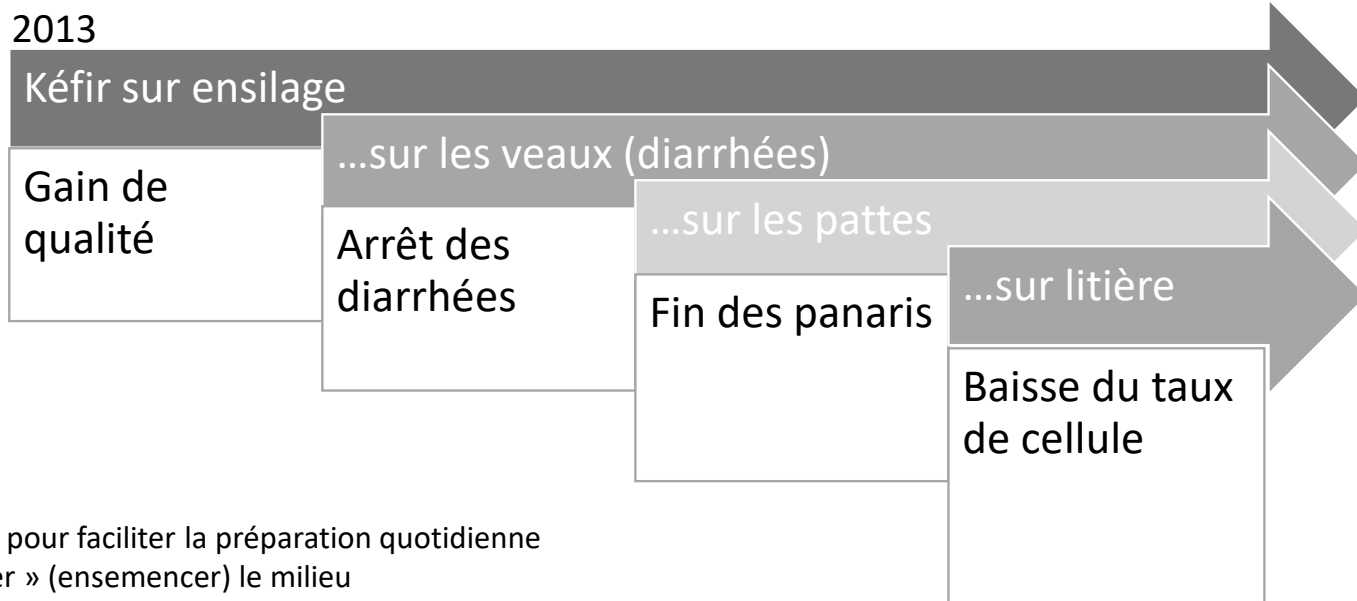 2013
Kéfir sur ensilage
Gain de
qualité
...sur les veaux (diarrhées)
Arrêt des
diarrhées
...sur les pattes
Fin des panaris
...sur litière
Baisse du taux
de cellule
pour faciliter la préparation quotidienne
er » (ensemencer) le milieu